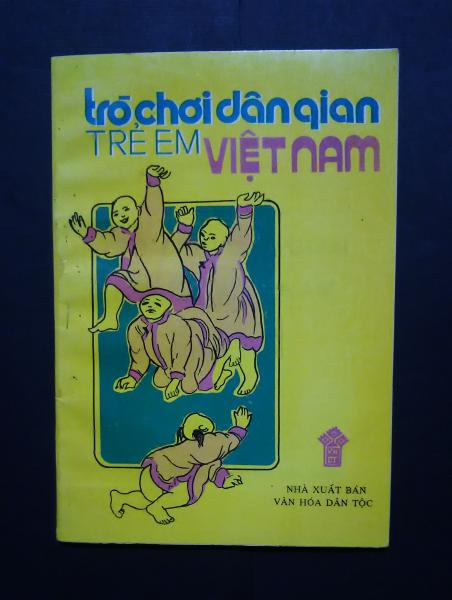 trò chơi dân gian
TRẺ EM VIỆT NAM
NHÀ XUẤT BẢN
VĂN HÓA DÂN TỘC